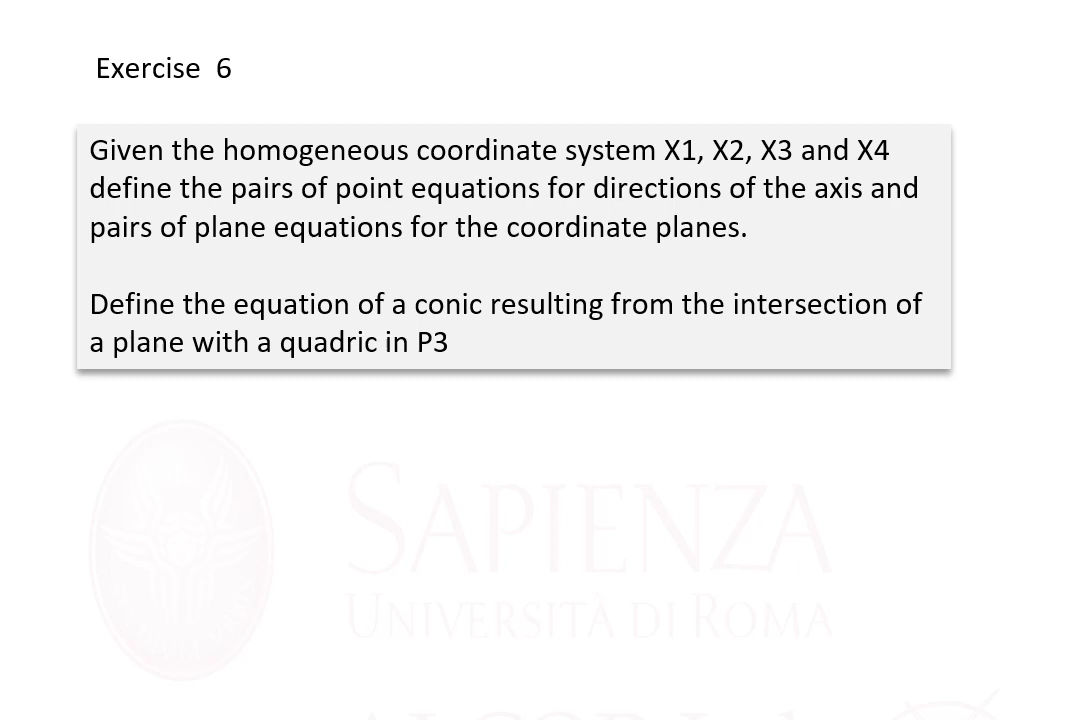 Exercise  6
Given the homogeneous coordinate system X1, X2, X3 and X4
define the pairs of point equations for directions of the axis and
pairs of plane equations for the coordinate planes.
Define the equation of a conic resulting from the intersection of
a plane with a quadric in P3
SAPIENZA
UNIVERSITÀ DI ROMA